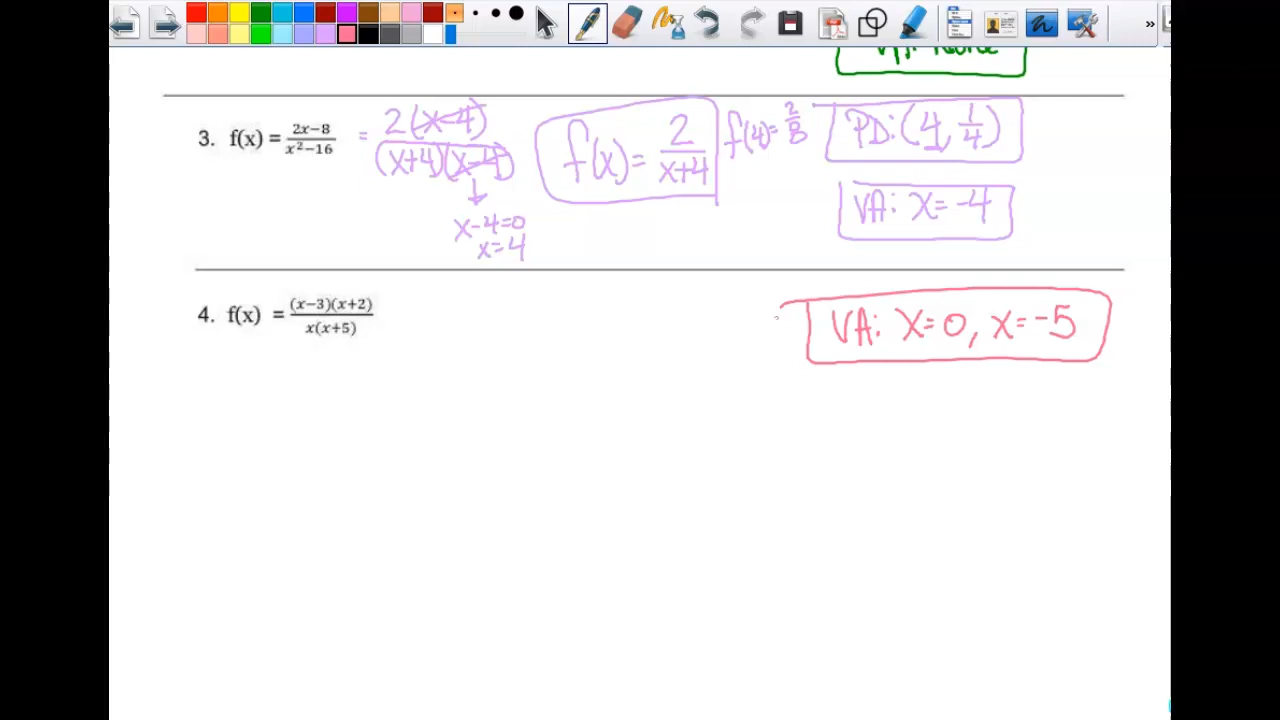 3. f(x) = 2x−8 / x²−16 = 2(x-4) / (x+4)(x-4)
x-4=0
x=4
f(x)= 2 / x+4
f(4)= 2/8
PD: (4, 1/4)
VA: x= -4
4. f(x) = (x−3)(x+2) / x(x+5)
VA: x=0, x=-5